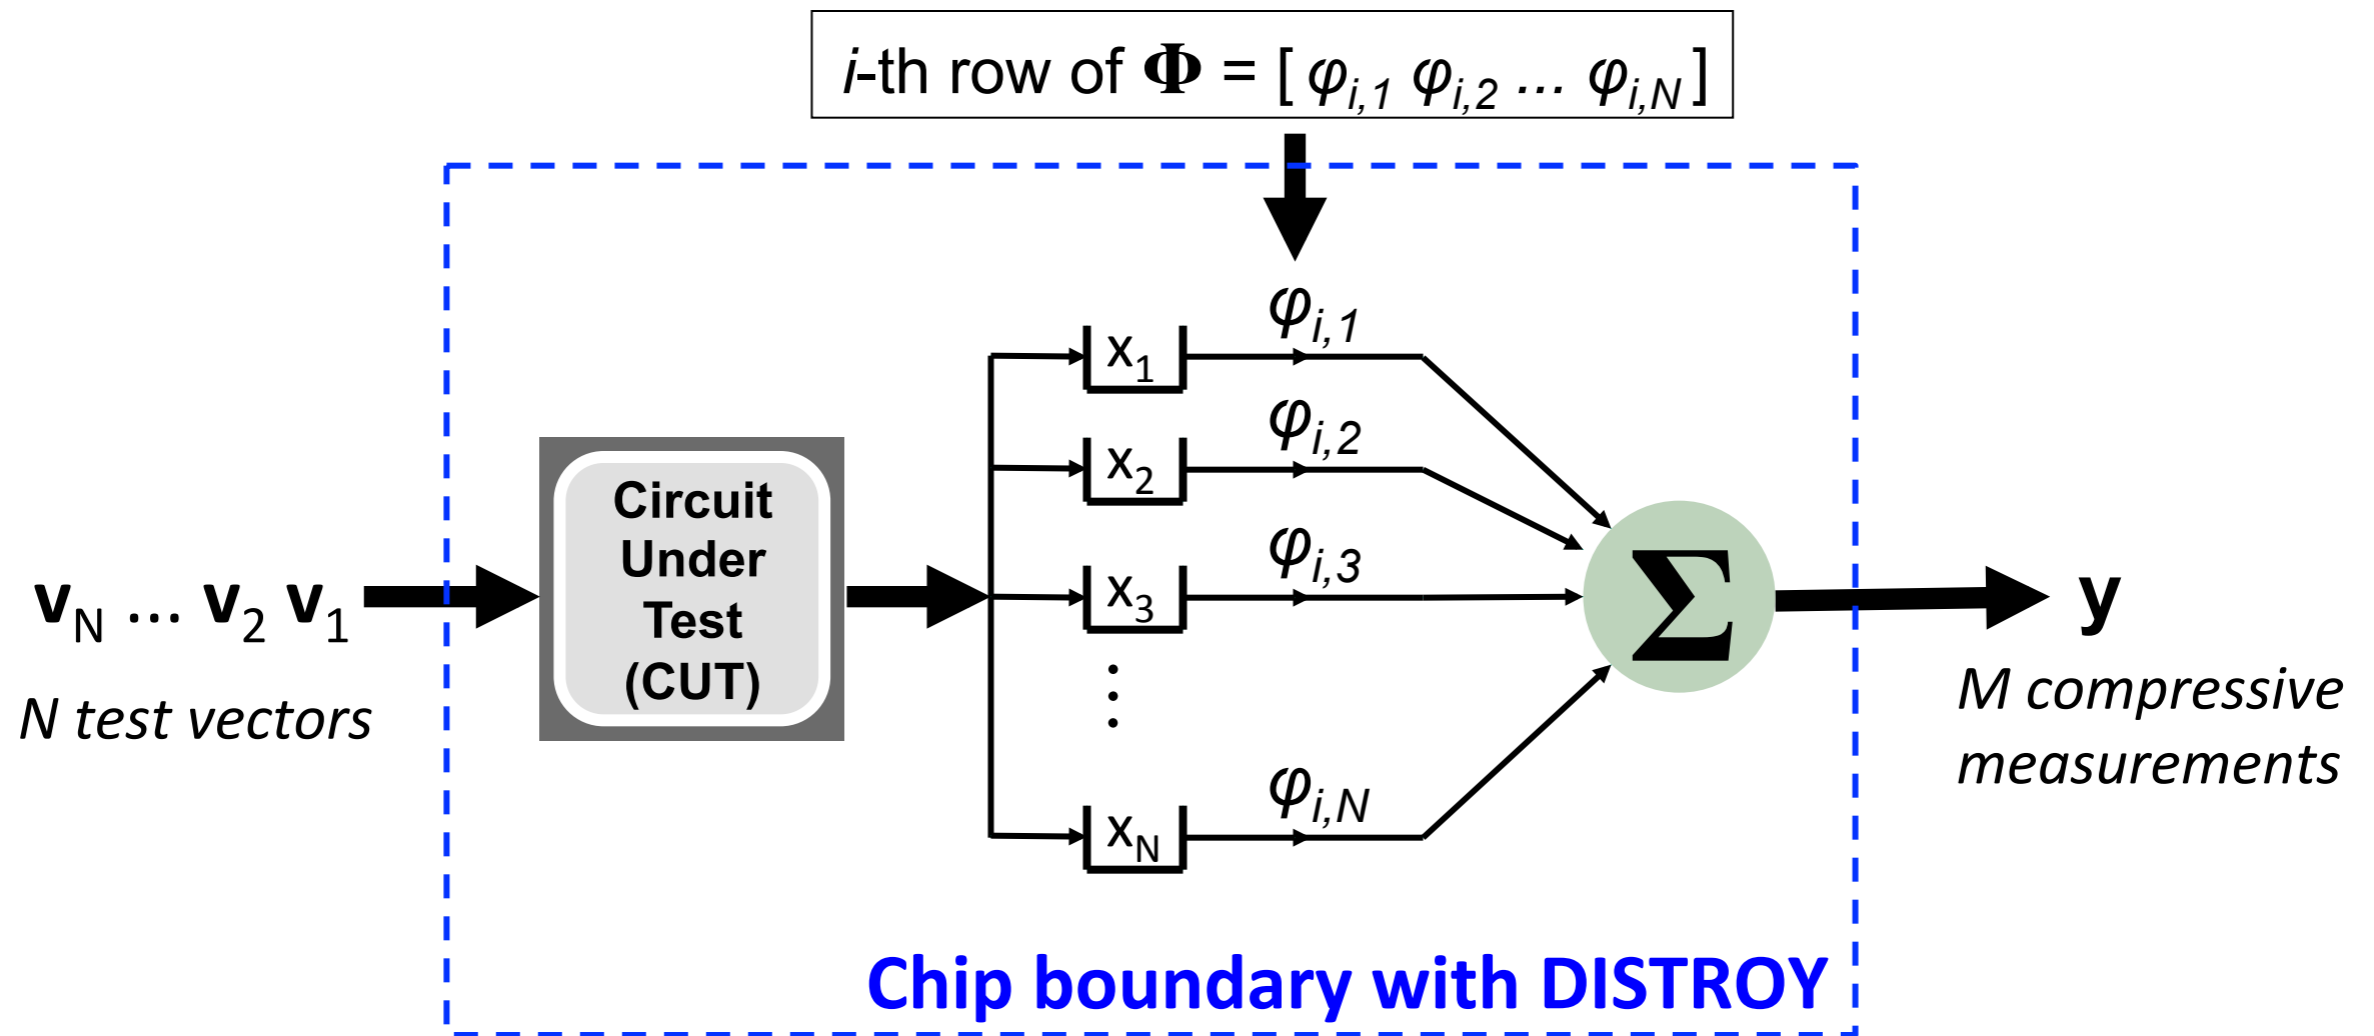 i-th row of Φ = [ φi,1 φi,2 ... φi,N ]
φi,1
x1
φi,2
x2
φi,3
x3
⋮
φi,N
xN
Circuit
Under
Test
(CUT)
vN ... v2 v1
N test vectors
Σ
y
M compressive
measurements
Chip boundary with DISTROY